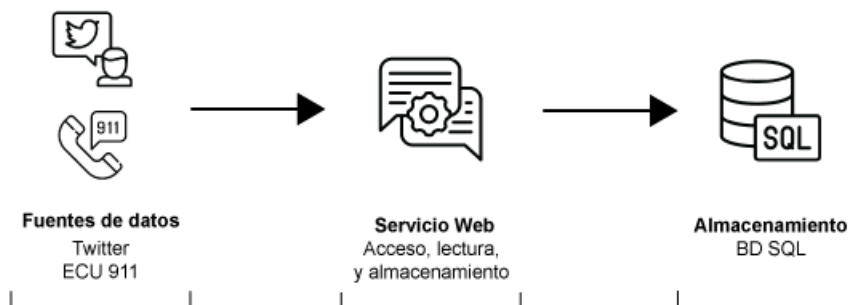 911
SQL
Fuentes de datos
Twitter
ECU 911
Servicio Web
Acceso, lectura,
y almacenamiento
Almacenamiento
BD SQL